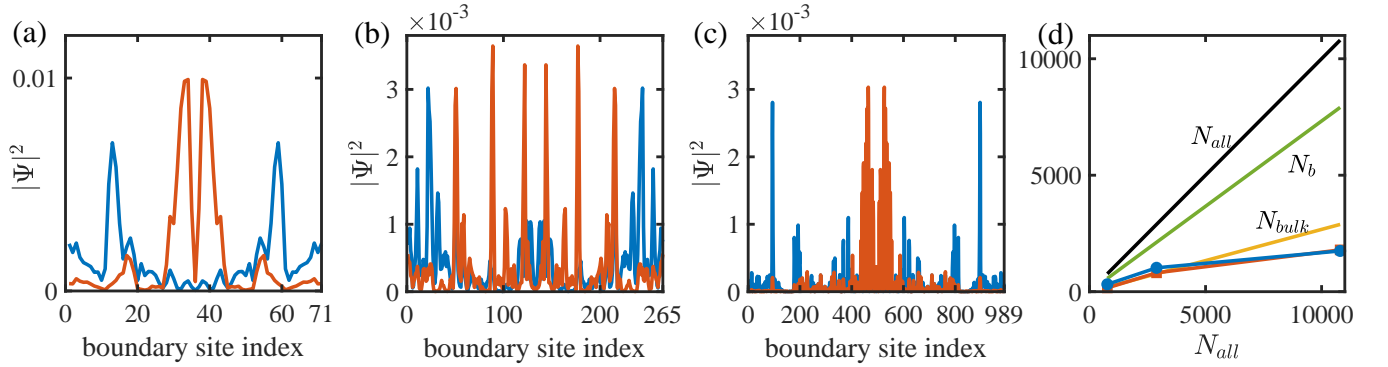 (a)
|Ψ|²
0.01
0
0 20 40 60 71
boundary site index
(b)
×10⁻³
|Ψ|²
3
2
1
0
0 100 200 265
boundary site index
(c)
×10⁻³
|Ψ|²
3
2
1
0
0 200 400 600 800 989
boundary site index
(d)
10000
5000
0
N_all
N_b
N_bulk
0 5000 10000
N_all